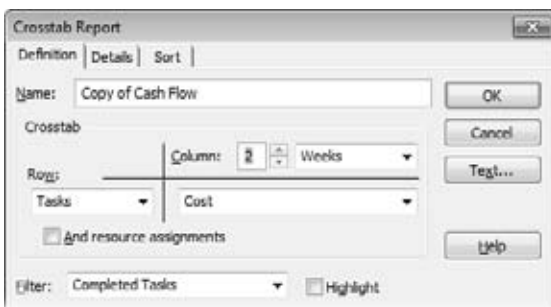 Crosstab Report
Definition Details Sort
Name: Copy of Cash Flow
OK
Crosstab
Cancel
Column: 2 Weeks
Text...
Row:
Tasks Cost
And resource assignments
Help
Filter: Completed Tasks Highlight